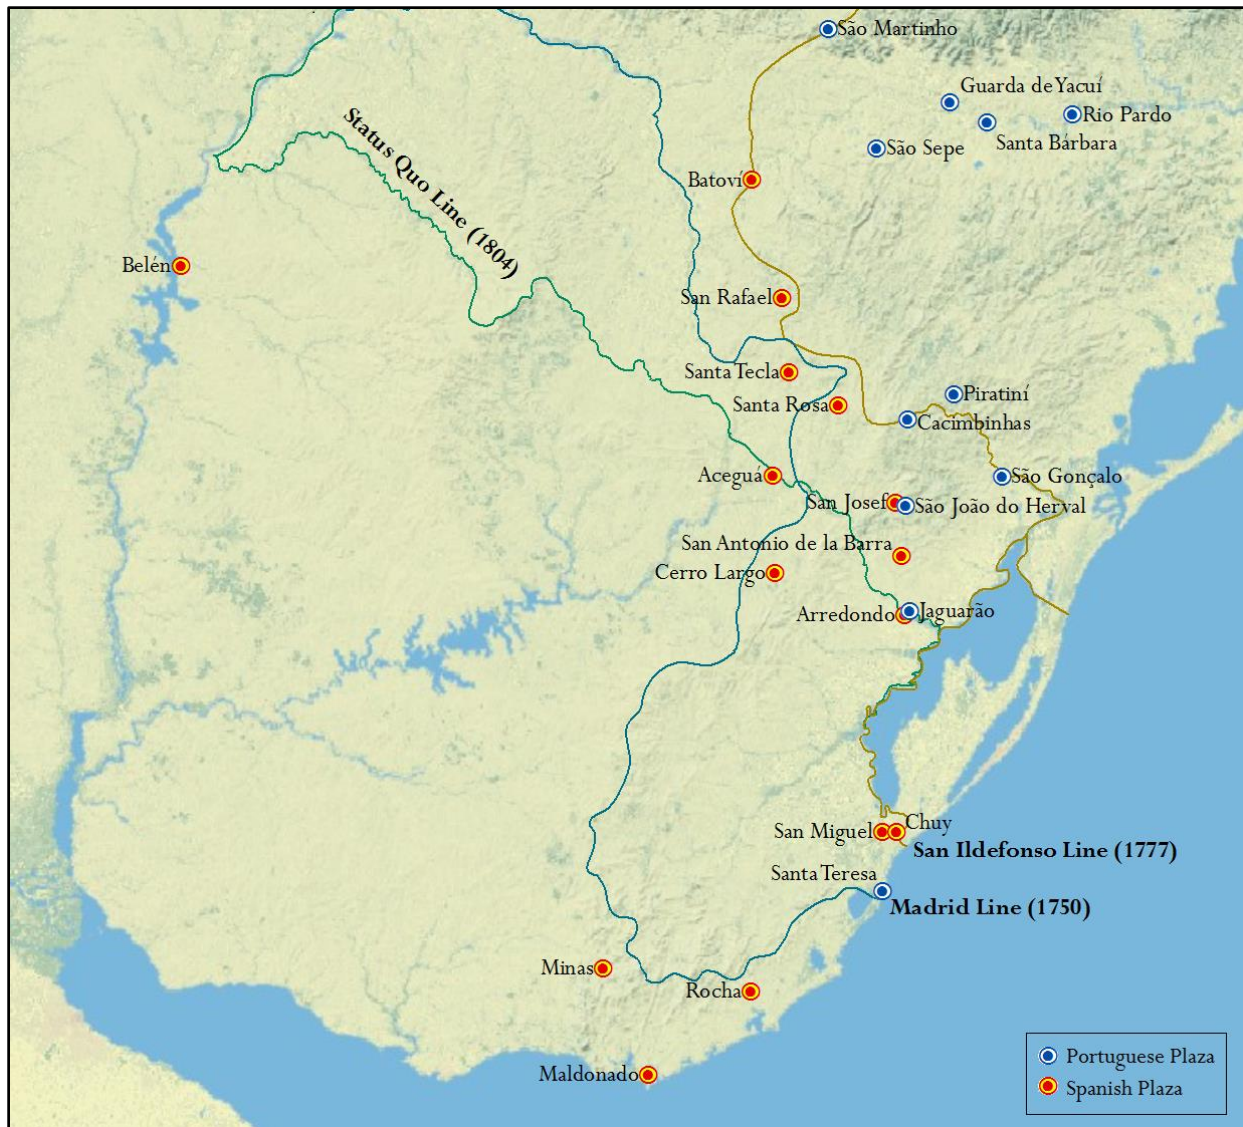 São Martinho
Guarda de Yacuí
Rio Pardo
Santa Bárbara
São Sepe
Status Quo Line (1804)
Batoví
Belén
San Rafael
Santa Tecla
Piratiní
Santa Rosa
Cacimbinhas
Aceguá
São Gonçalo
San Josef
São João do Herval
San Antonio de la Barra
Cerro Largo
Arredondo
Jaguarão
Chuy
San Miguel
San Ildefonso Line (1777)
Santa Teresa
Madrid Line (1750)
Minas
Rocha
Maldonado
Portuguese Plaza
Spanish Plaza